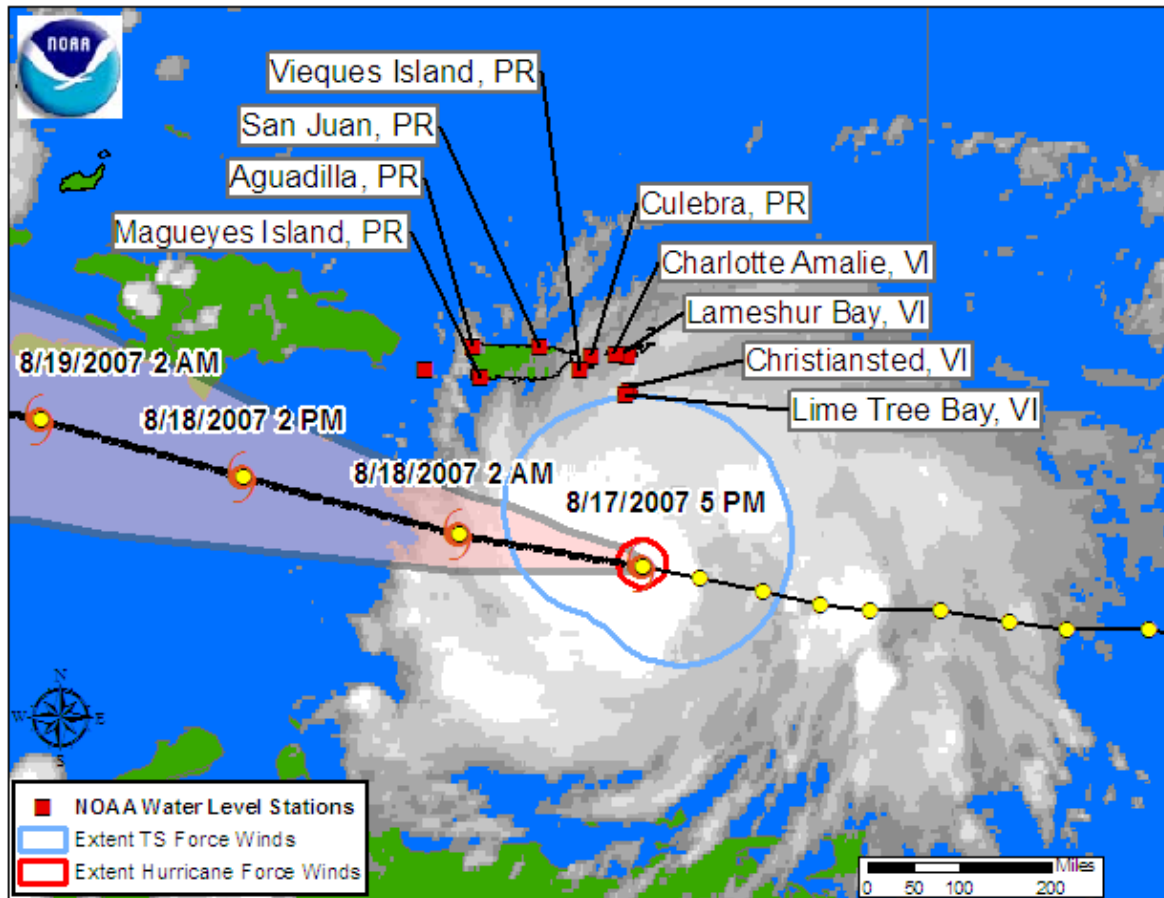 NOAA
Vieques Island, PR
San Juan, PR
Aguadilla, PR
Culebra, PR
Magueyes Island, PR
Charlotte Amalie, VI
Lameshur Bay, VI
Christiansted, VI
Lime Tree Bay, VI
8/19/2007 2 AM
8/18/2007 2 PM
8/18/2007 2 AM
8/17/2007 5 PM
N
W E
S
NOAA Water Level Stations
Extent TS Force Winds
Extent Hurricane Force Winds
Miles
0 50 100 200